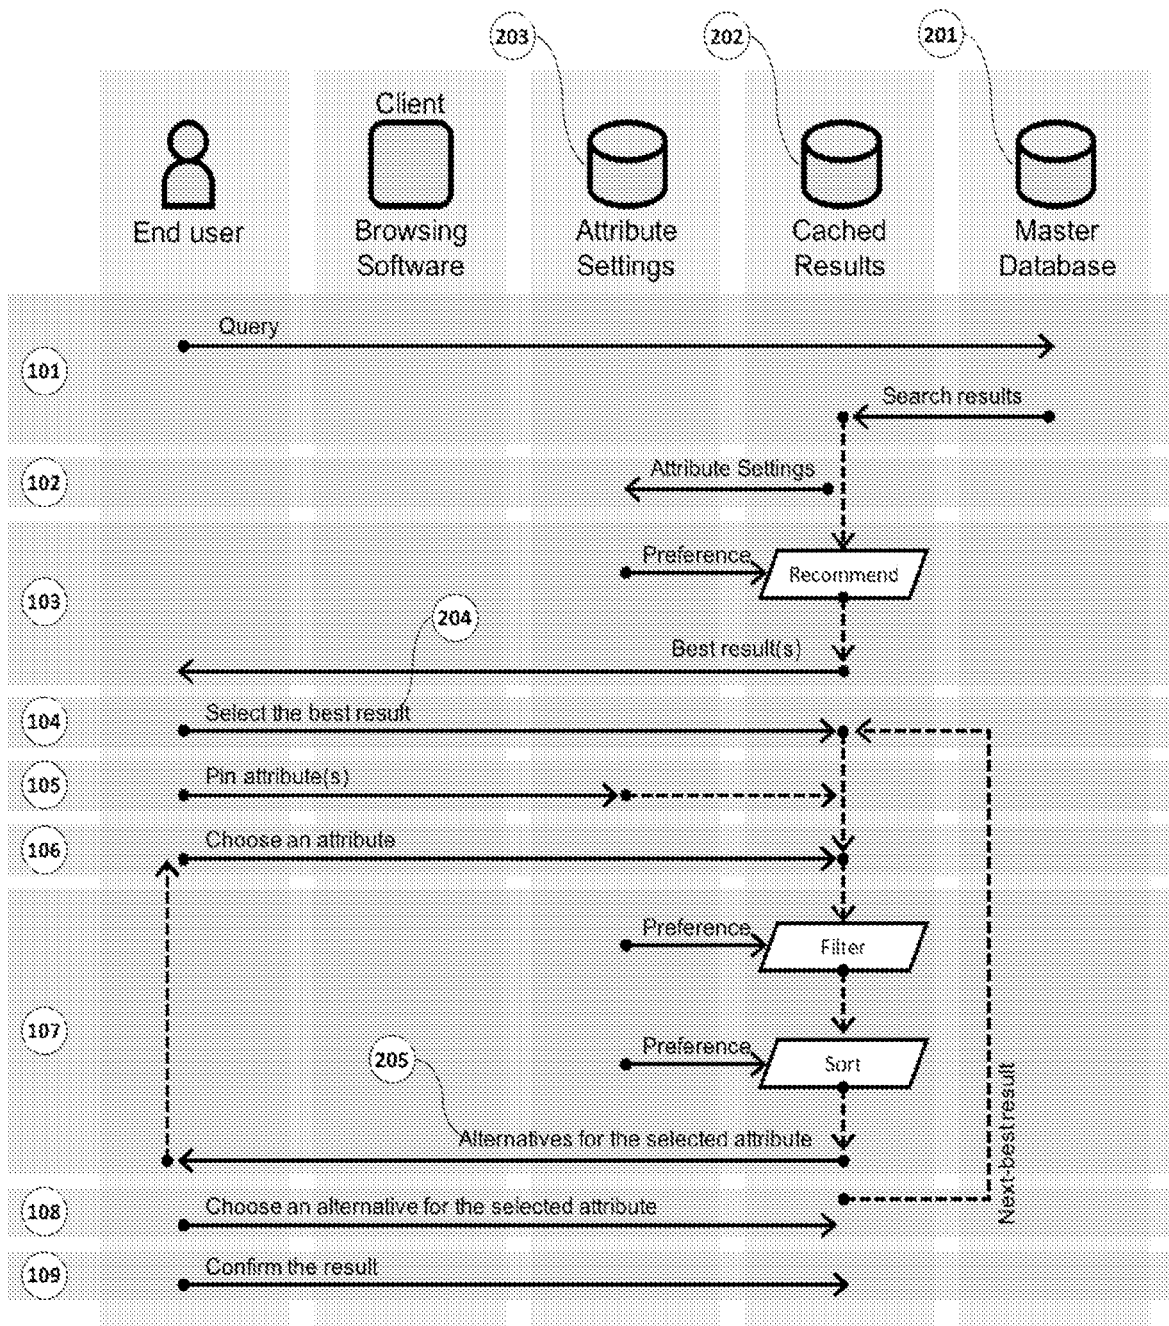 203
202
201
Client
End user
Browsing
Software
Attribute
Settings
Cached
Results
Master
Database
Query
101
Search results
102
Attribute Settings
Preference
Recommend
103
204
Best result(s)
104
Select the best result
105
Pin attribute(s)
106
Choose an attribute
Preference
Filter
107
Preference
Sort
205
Alternatives for the selected attribute
Next-best result
108
Choose an alternative for the selected attribute
109
Confirm the result